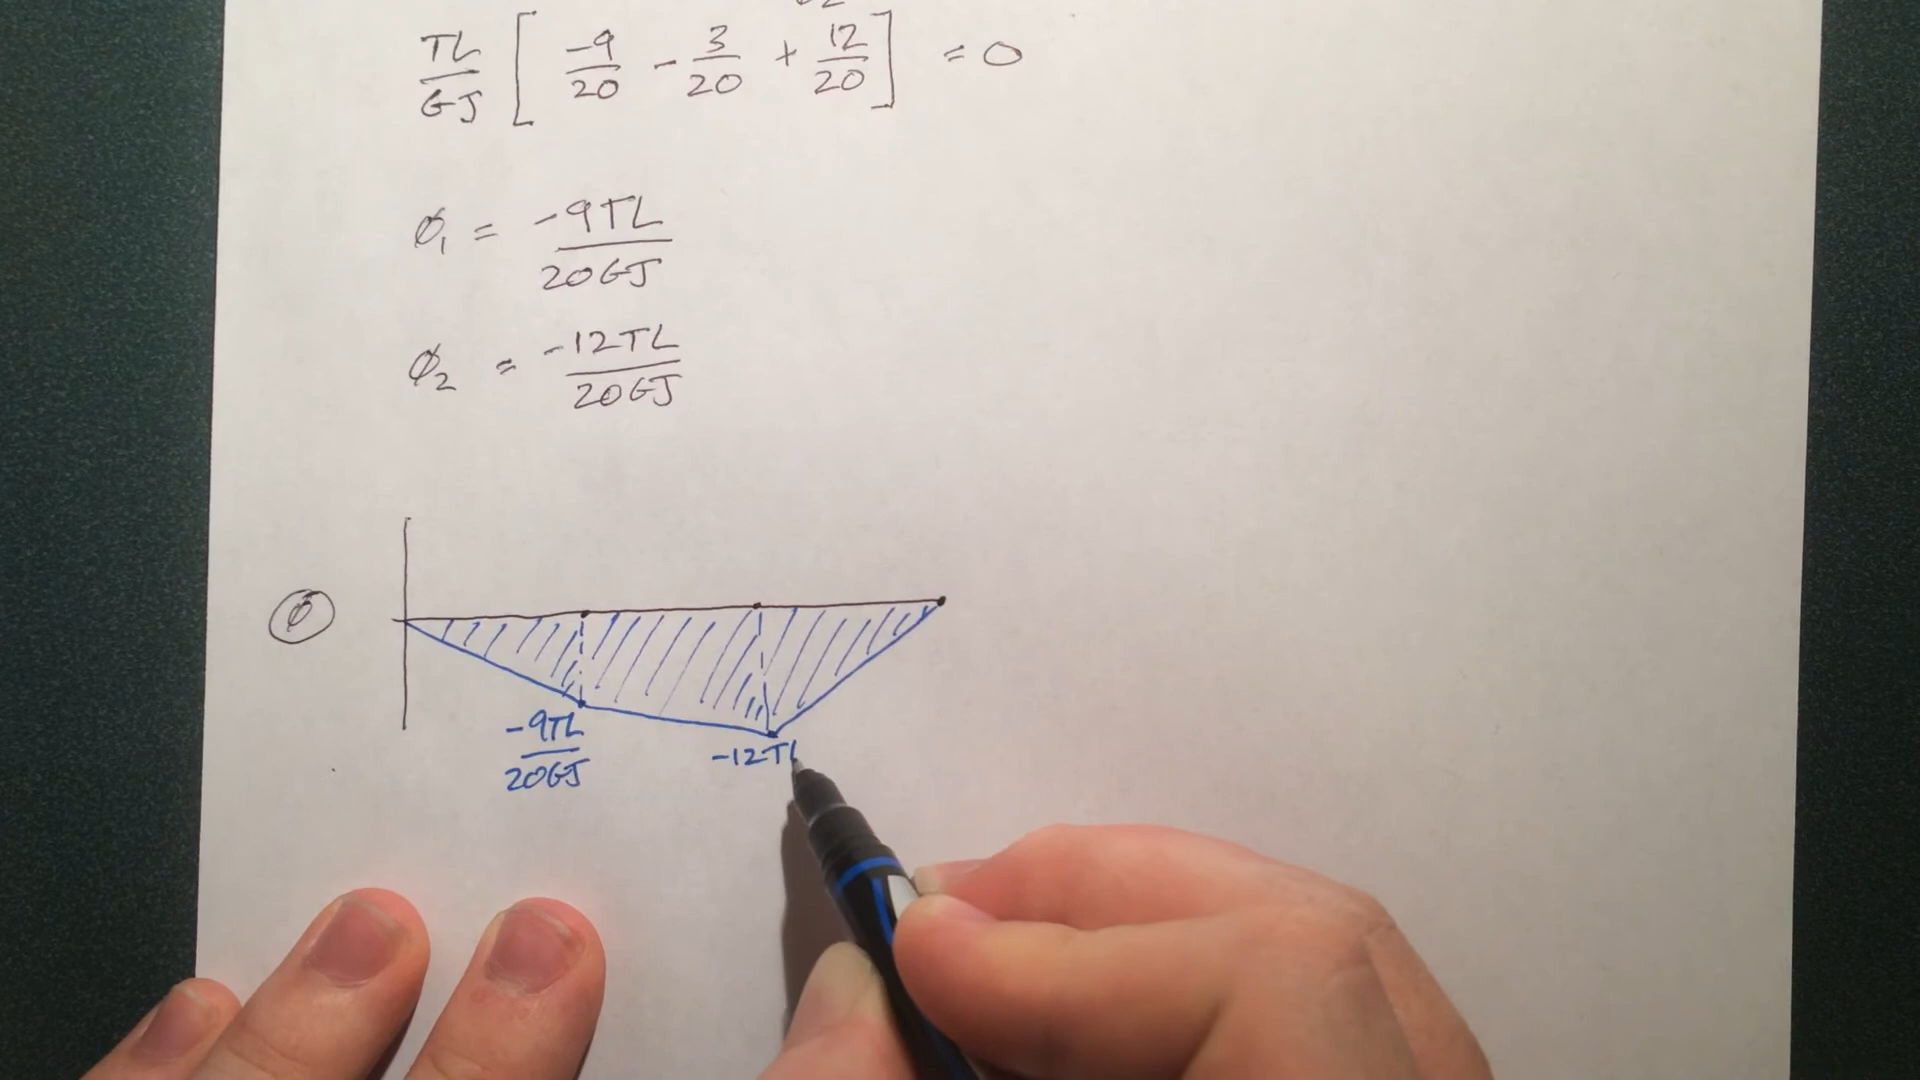 TL/GJ [ -9/20 - 3/20 + 12/20 ] = 0
ϕ₁ = -9TL/20GJ
ϕ₂ = -12TL/20GJ
ϕ
-9TL/20GJ
-12TL